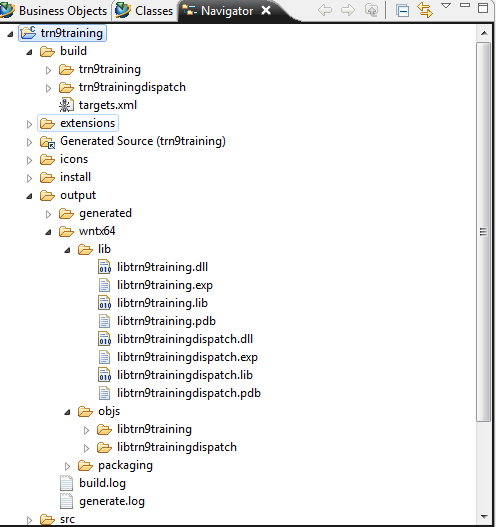 Business Objects Classes Navigator
trn9training
build
trn9training
trn9trainingdispatch
targets.xml
extensions
Generated Source (trn9training)
icons
install
output
generated
wntx64
lib
libtrn9training.dll
libtrn9training.exp
libtrn9training.lib
libtrn9training.pdb
libtrn9trainingdispatch.dll
libtrn9trainingdispatch.exp
libtrn9trainingdispatch.lib
libtrn9trainingdispatch.pdb
objs
libtrn9training
libtrn9trainingdispatch
packaging
build.log
generate.log
src